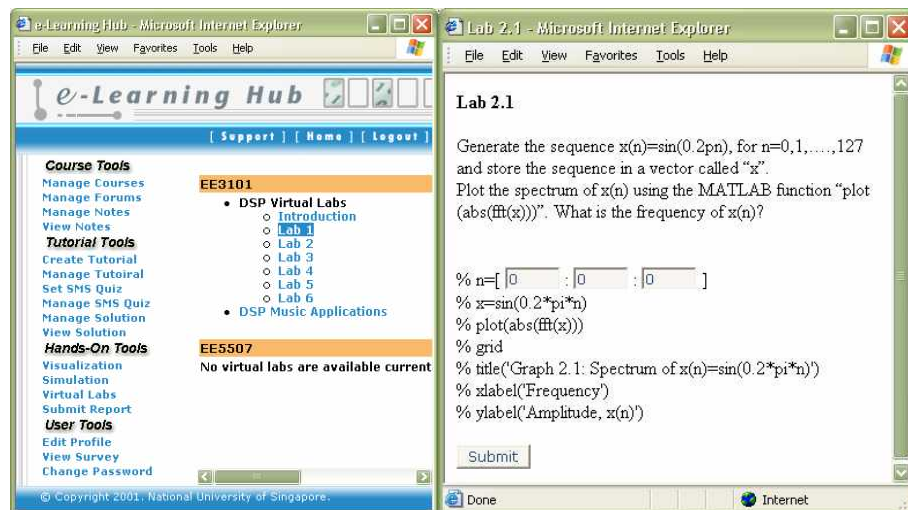 e-Learning Hub - Microsoft Internet Explorer
File Edit View Favorites Tools Help
e-Learning Hub
[ Support ] [ Home ] [ Logout ]
Course Tools
Manage Courses
Manage Forums
Manage Notes
View Notes
Tutorial Tools
Create Tutorial
Manage Tutoiral
Set SMS Quiz
Manage SMS Quiz
Manage Solution
View Solution
Hands-On Tools
Visualization
Simulation
Virtual Labs
Submit Report
User Tools
Edit Profile
View Survey
Change Password
EE3101
• DSP Virtual Labs
○ Introduction
○ Lab 1
○ Lab 2
○ Lab 3
○ Lab 4
○ Lab 5
○ Lab 6
• DSP Music Applications
EE5507
No virtual labs are available current
© Copyright 2001, National University of Singapore.
Lab 2.1 - Microsoft Internet Explorer
File Edit View Favorites Tools Help
Lab 2.1
Generate the sequence x(n)=sin(0.2pn), for n=0,1,....,127
and store the sequence in a vector called “x”.
Plot the spectrum of x(n) using the MATLAB function “plot
(abs(fft(x)))”. What is the frequency of x(n)?
% n=[ 0 : 0 : 0 ]
% x=sin(0.2*pi*n)
% plot(abs(fft(x)))
% grid
% title('Graph 2.1: Spectrum of x(n)=sin(0.2*pi*n)')
% xlabel('Frequency')
% ylabel('Amplitude, x(n)')
Submit
Done
Internet